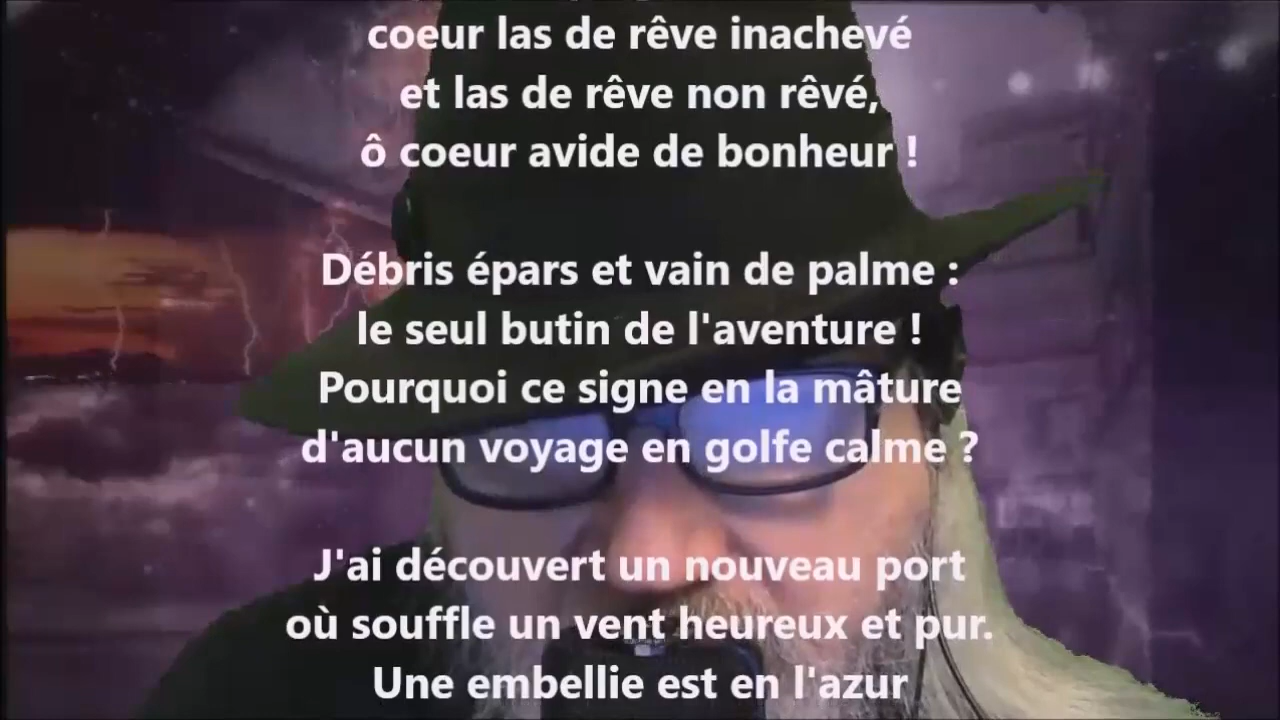 coeur las de rêve inachevé
et las de rêve non rêvé,
ô coeur avide de bonheur !
Débris épars et vain de palme :
le seul butin de l'aventure !
Pourquoi ce signe en la mâture
d'aucun voyage en golfe calme ?
J'ai découvert un nouveau port
où souffle un vent heureux et pur.
Une embellie est en l'azur